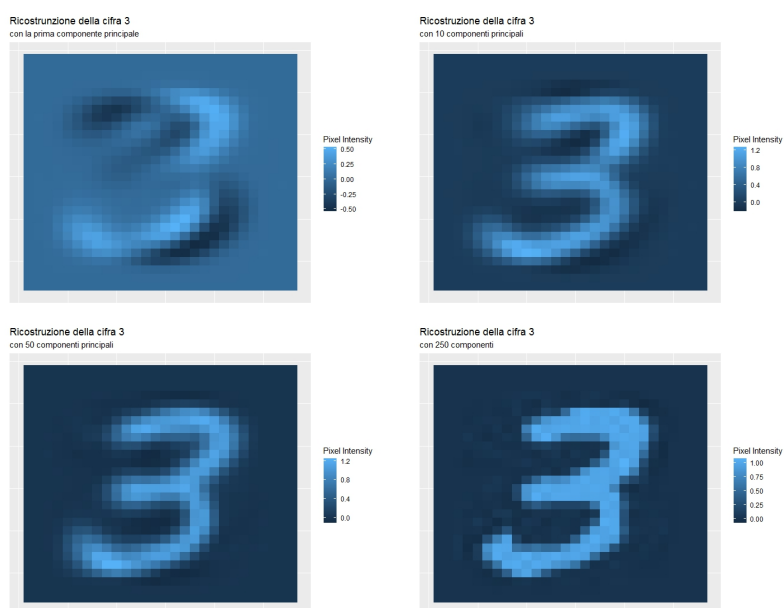 Ricostrunzione della cifra 3
con la prima componente principale
Pixel Intensity
0.50
0.25
0.00
-0.25
-0.50
Ricostruzione della cifra 3
con 10 componenti principali
Pixel Intensity
1.2
0.8
0.4
0.0
Ricostruzione della cifra 3
con 50 componenti principali
Pixel Intensity
1.2
0.8
0.4
0.0
Ricostruzione della cifra 3
con 250 componenti
Pixel Intensity
1.00
0.75
0.50
0.25
0.00